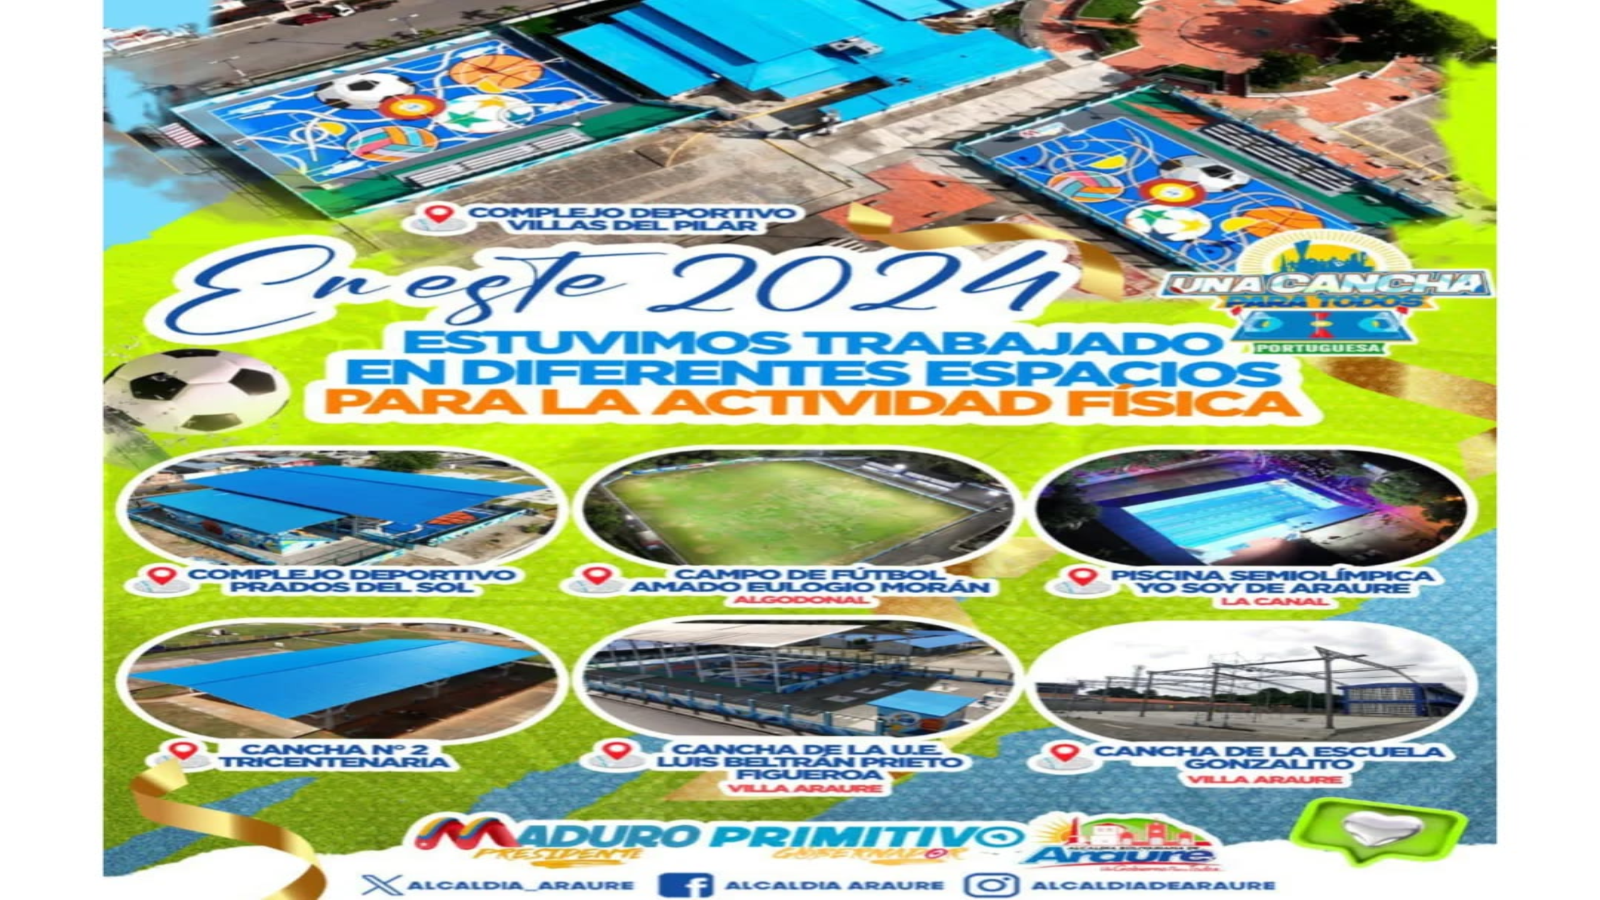 COMPLEJO DEPORTIVO
VILLAS DEL PILAR
En este 2024
UNA CANCHA
PARA TODOS
PORTUGUESA
ESTUVIMOS TRABAJADO
EN DIFERENTES ESPACIOS
PARA LA ACTIVIDAD FÍSICA
COMPLEJO DEPORTIVO
PRADOS DEL SOL
CAMPO DE FÚTBOL
AMADO EULOGIO MORÁN
ALGODONAL
PISCINA SEMIOLÍMPICA
YO SOY DE ARAURE
LA CANAL
CANCHA N° 2
TRICENTENARIA
CANCHA DE LA U.E.
LUIS BELTRÁN PRIETO
FIGUEROA
VILLA ARAURE
CANCHA DE LA ESCUELA
GONZALITO
VILLA ARAURE
MADURO
PRESIDENTE
PRIMITIVO
GOBERNADOR
ALCALDÍA BOLIVARIANA DE
Araure
ALCALDIA_ARAURE
ALCALDIA ARAURE
ALCALDIADEARAURE